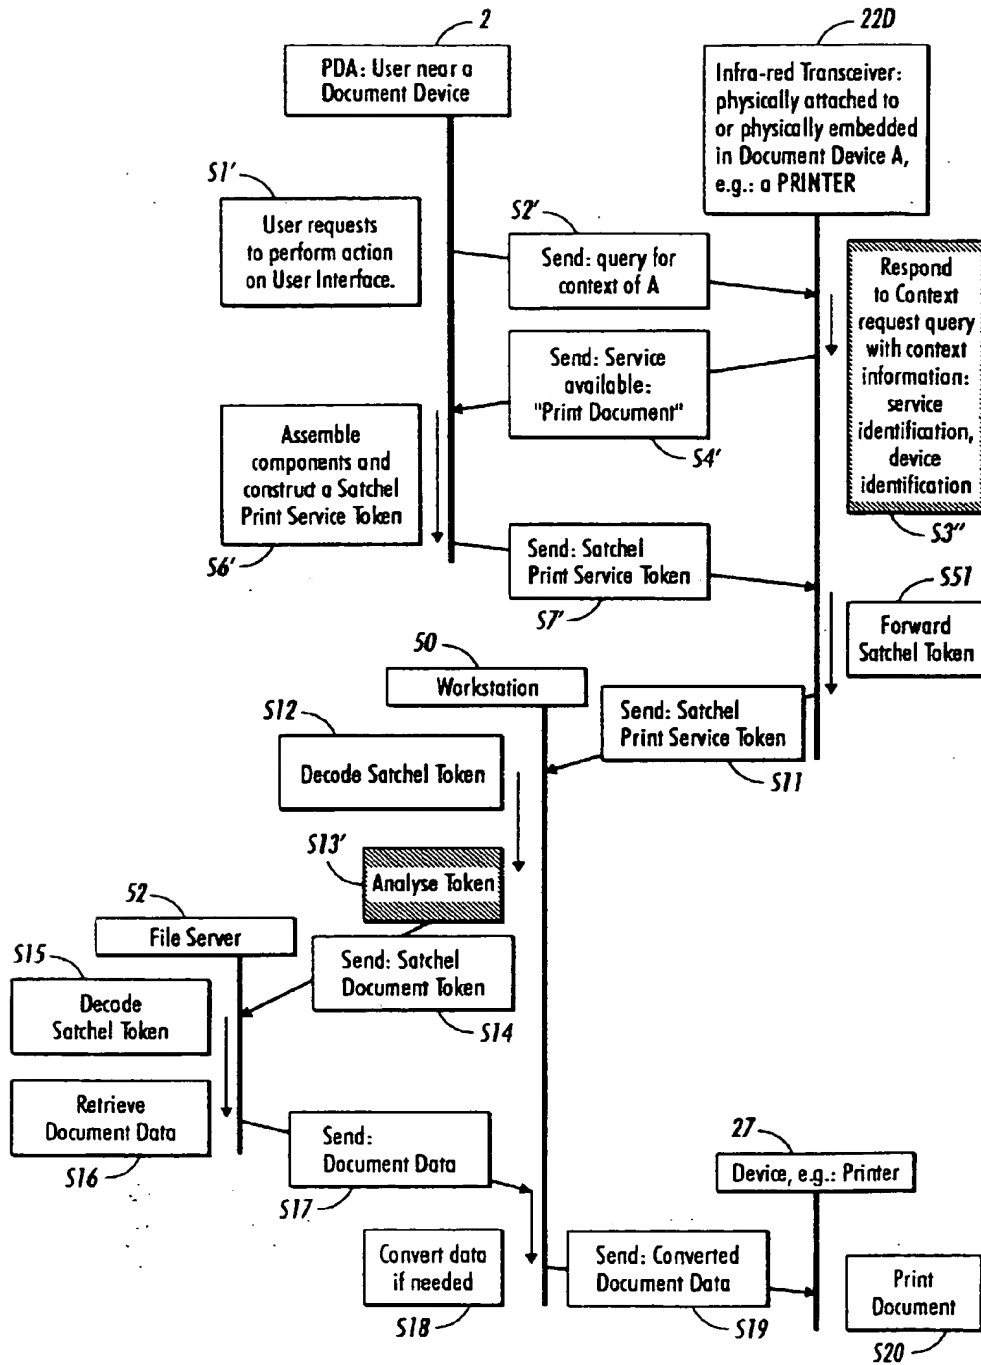 2
PDA: User near a
Document Device
22D
Infra-red Transceiver:
physically attached to
or physically embedded
in Document Device A,
e.g.: a PRINTER
S1'
User requests
to perform action
on User Interface.
S2'
Send: query for
context of A
Respond
to Context
request query
with context
information:
service
identification,
device
identification
S3"
Send: Service
available:
"Print Document"
S4'
Assemble
components and
construct a Satchel
Print Service Token
S6'
Send: Satchel
Print Service Token
S7'
S51
Forward
Satchel Token
50
Workstation
Send: Satchel
Print Service Token
S11
S12
Decode Satchel Token
S13'
Analyse Token
52
File Server
Send: Satchel
Document Token
S14
S15
Decode
Satchel Token
Retrieve
Document Data
S16
Send:
Document Data
S17
27
Device, e.g.: Printer
Convert data
if needed
S18
Send: Converted
Document Data
S19
Print
Document
S20